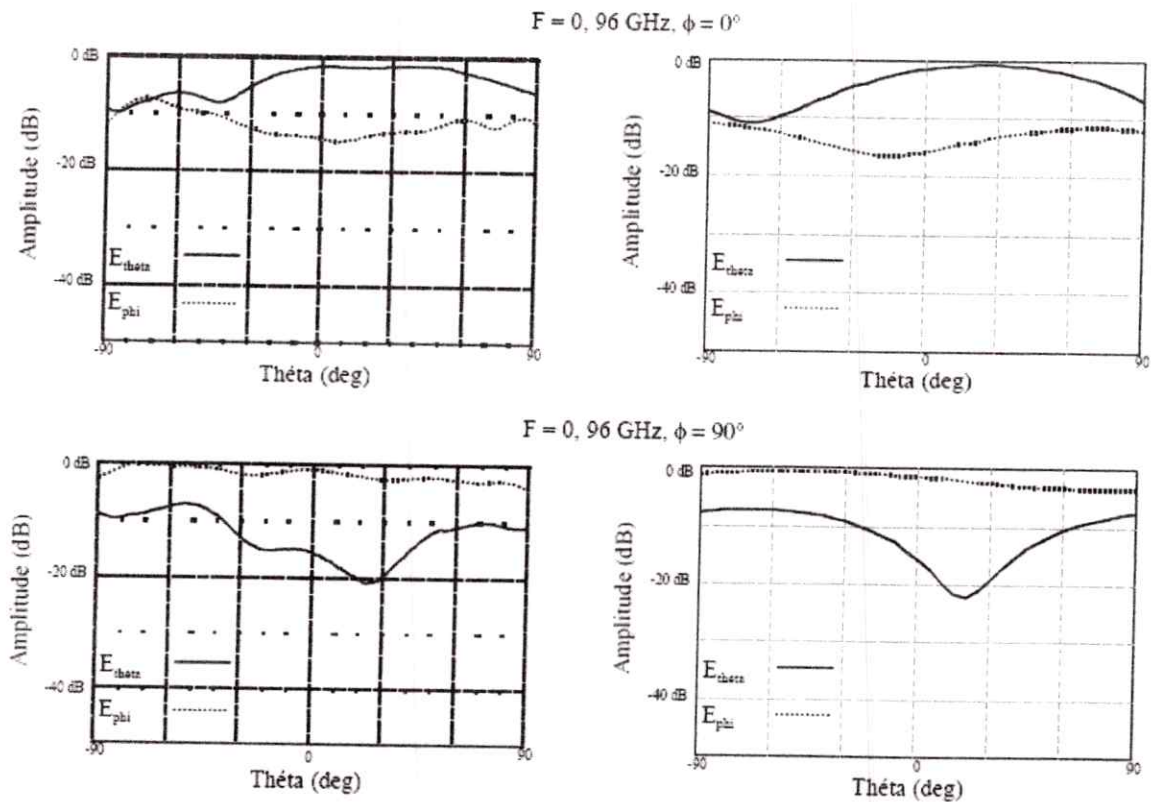 F = 0, 96 GHz, ϕ = 0°
0 dB
-20 dB
-40 dB
Amplitude (dB)
E_theta
E_phi
-90
0
90
Théta (deg)
0 dB
-20 dB
-40 dB
Amplitude (dB)
E_theta
E_phi
-90
0
90
Théta (deg)
F = 0, 96 GHz, ϕ = 90°
0 dB
-20 dB
-40 dB
Amplitude (dB)
E_theta
E_phi
-90
0
90
Théta (deg)
0 dB
-20 dB
-40 dB
Amplitude (dB)
E_theta
E_phi
-90
0
90
Théta (deg)